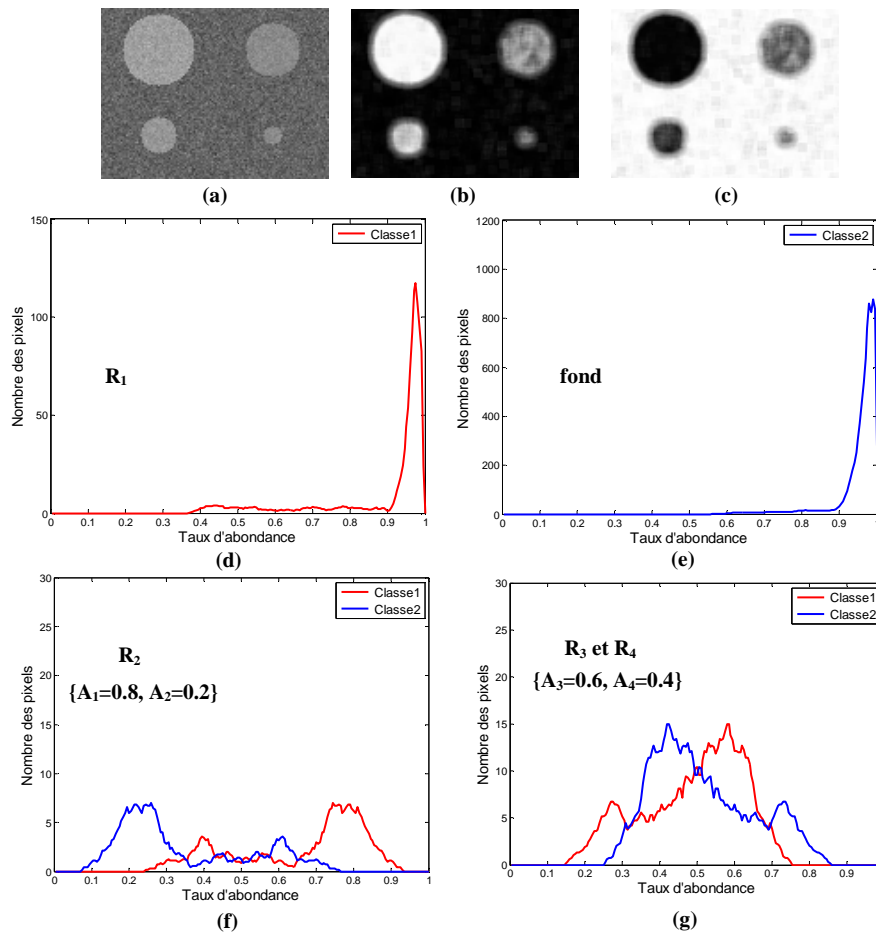 (a) (b) (c)
150
100
50
0
0 0.1 0.2 0.3 0.4 0.5 0.6 0.7 0.8 0.9 1
Nombre des pixels
Taux d'abondance
Classe1
R1
(d)
1200
1000
800
600
400
200
0
0 0.1 0.2 0.3 0.4 0.5 0.6 0.7 0.8 0.9 1
Nombre des pixels
Taux d'abondance
Classe2
fond
(e)
30
25
20
15
10
5
0
0 0.1 0.2 0.3 0.4 0.5 0.6 0.7 0.8 0.9 1
Nombre des pixels
Taux d'abondance
Classe1
Classe2
R2
{A1=0.8, A2=0.2}
(f)
30
25
20
15
10
5
0
0 0.1 0.2 0.3 0.4 0.5 0.6 0.7 0.8 0.9
Nombre des pixels
Taux d'abondance
Classe1
Classe2
R3 et R4
{A3=0.6, A4=0.4}
(g)